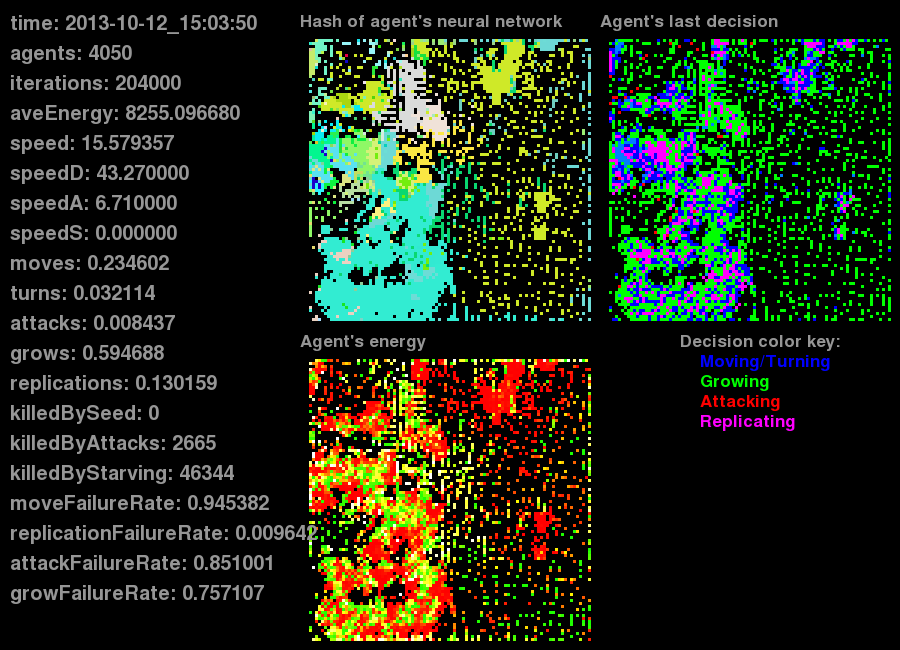 time: 2013-10-12_15:03:50
agents: 4050
iterations: 204000
aveEnergy: 8255.096680
speed: 15.579357
speedD: 43.270000
speedA: 6.710000
speedS: 0.000000
moves: 0.234602
turns: 0.032114
attacks: 0.008437
grows: 0.594688
replications: 0.130159
killedBySeed: 0
killedByAttacks: 2665
killedByStarving: 46344
moveFailureRate: 0.945382
replicationFailureRate: 0.009642
attackFailureRate: 0.851001
growFailureRate: 0.757107
Hash of agent's neural network
Agent's last decision
Agent's energy
Decision color key:
Moving/Turning
Growing
Attacking
Replicating